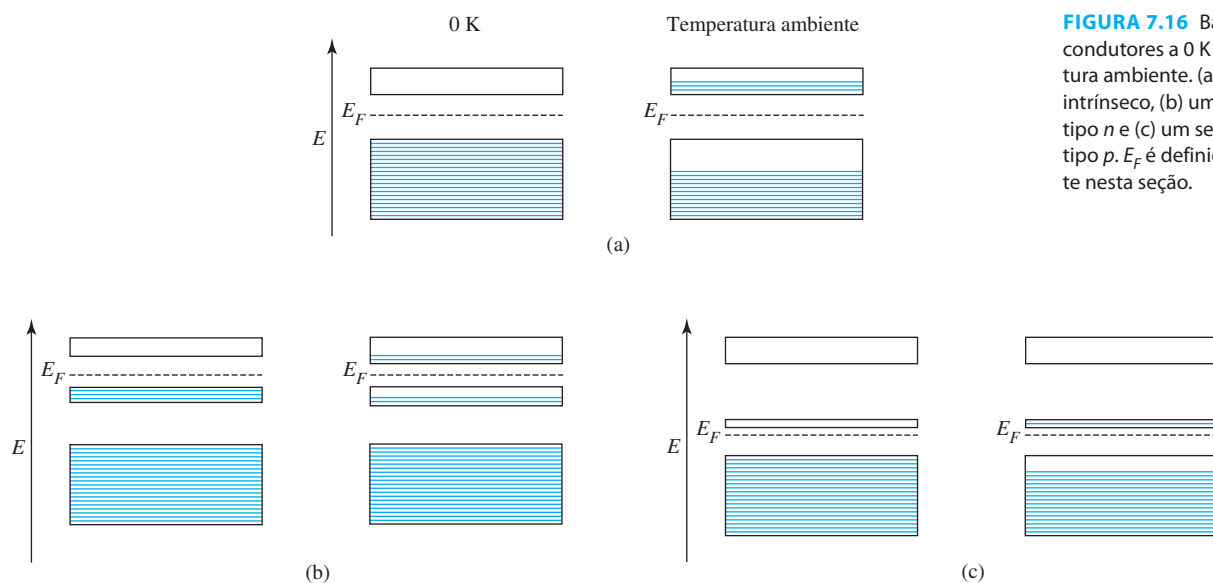 0 K
Temperatura ambiente
FIGURA 7.16
condutores a 0 K
tura ambiente. (a
intrínseco, (b) um
tipo n e (c) um se
tipo p. E_F é defini
te nesta seção.
E
E_F
E_F
(a)
E
E_F
E_F
(b)
E
E_F
E_F
(c)